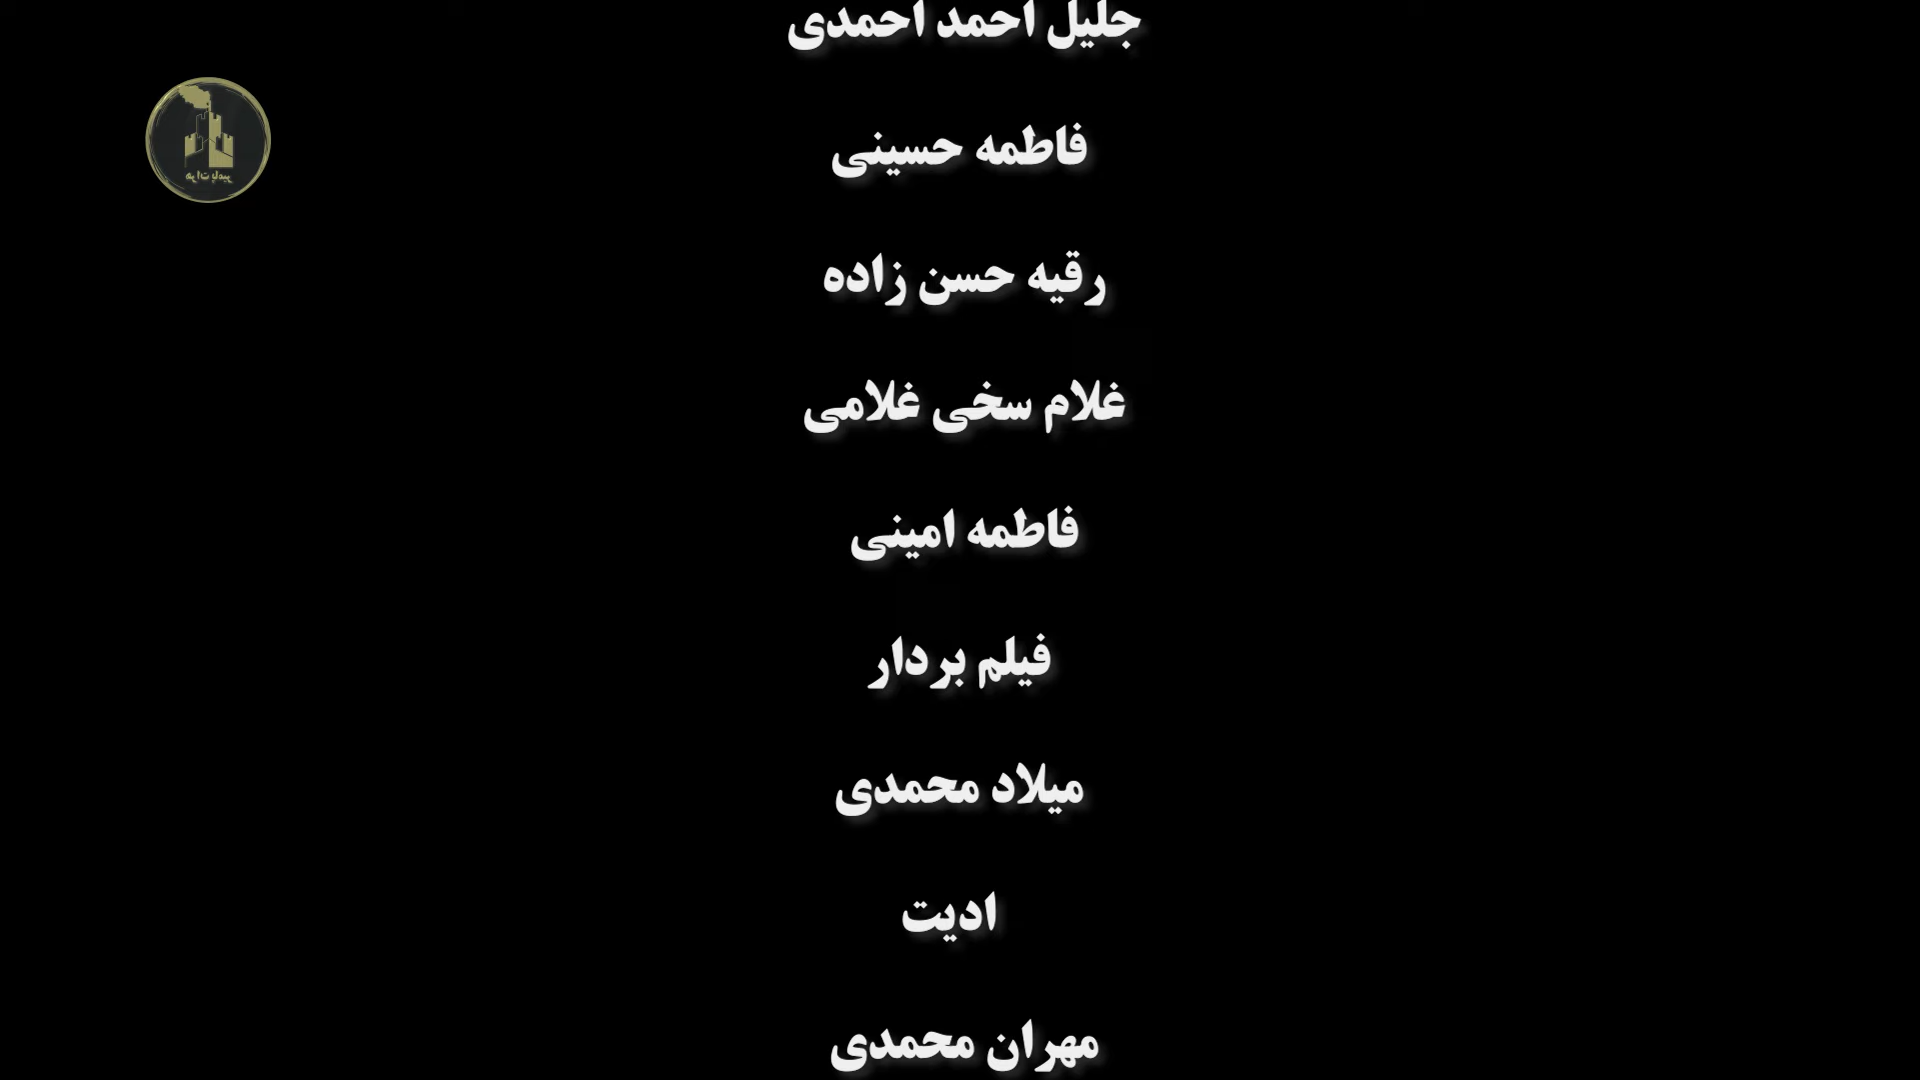 جلیل احمد احمدی
فاطمه حسینی
رقیه حسن زاده
غلام سخی غلامی
فاطمه امینی
فیلم بردار
میلاد محمدی
ادیت
مهران محمدی